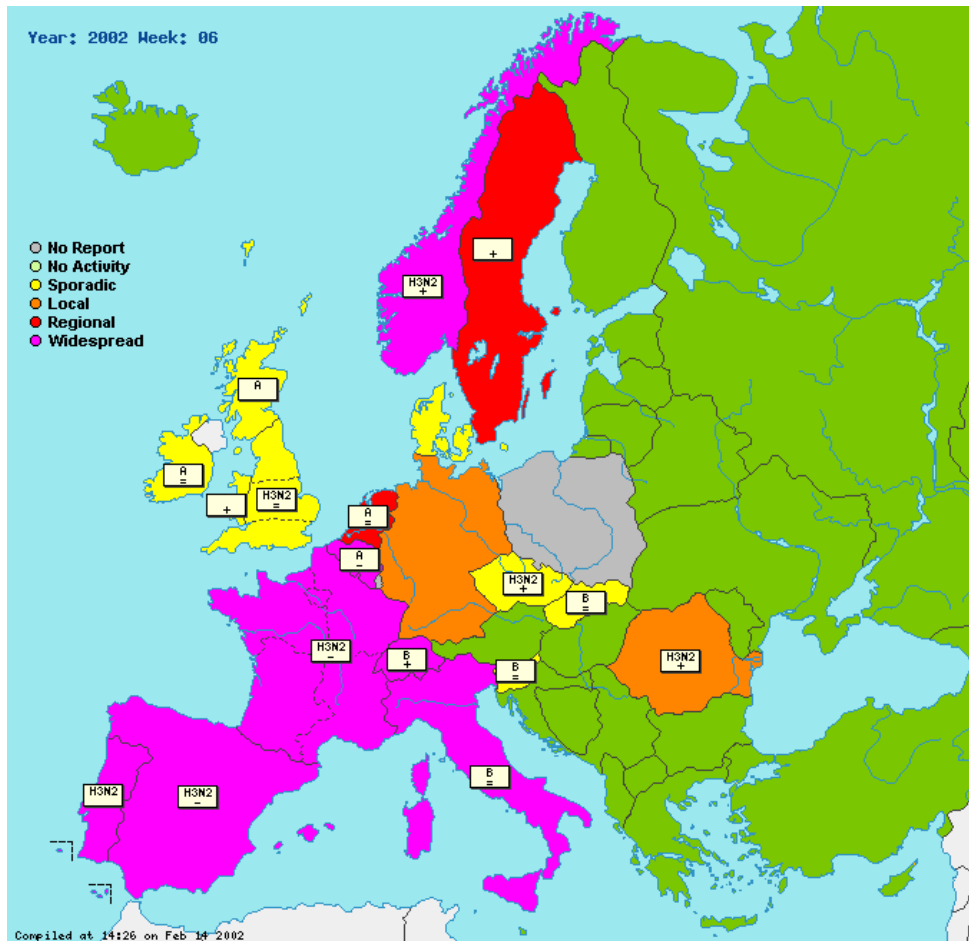 Year: 2002 Week: 06
No Report
No Activity
Sporadic
Local
Regional
Widespread
+
H3N2
+
A
A
=
+
H3N2
=
A
=
A
-
H3N2
+
B
=
H3N2
-
B
+
B
=
H3N2
+
B
=
H3N2
H3N2
-
Compiled at 14:26 on Feb 14 2002